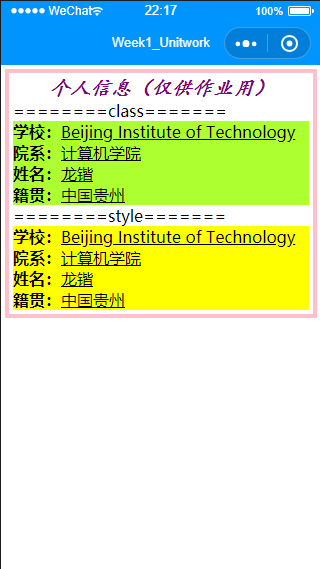 WeChat 22:17 100%
Week1_Unitwork
个人信息（仅供作业用）
========class=======
学校：Beijing Institute of Technology
院系：计算机学院
姓名：龙锴
籍贯：中国贵州
========style=======
学校：Beijing Institute of Technology
院系：计算机学院
姓名：龙锴
籍贯：中国贵州